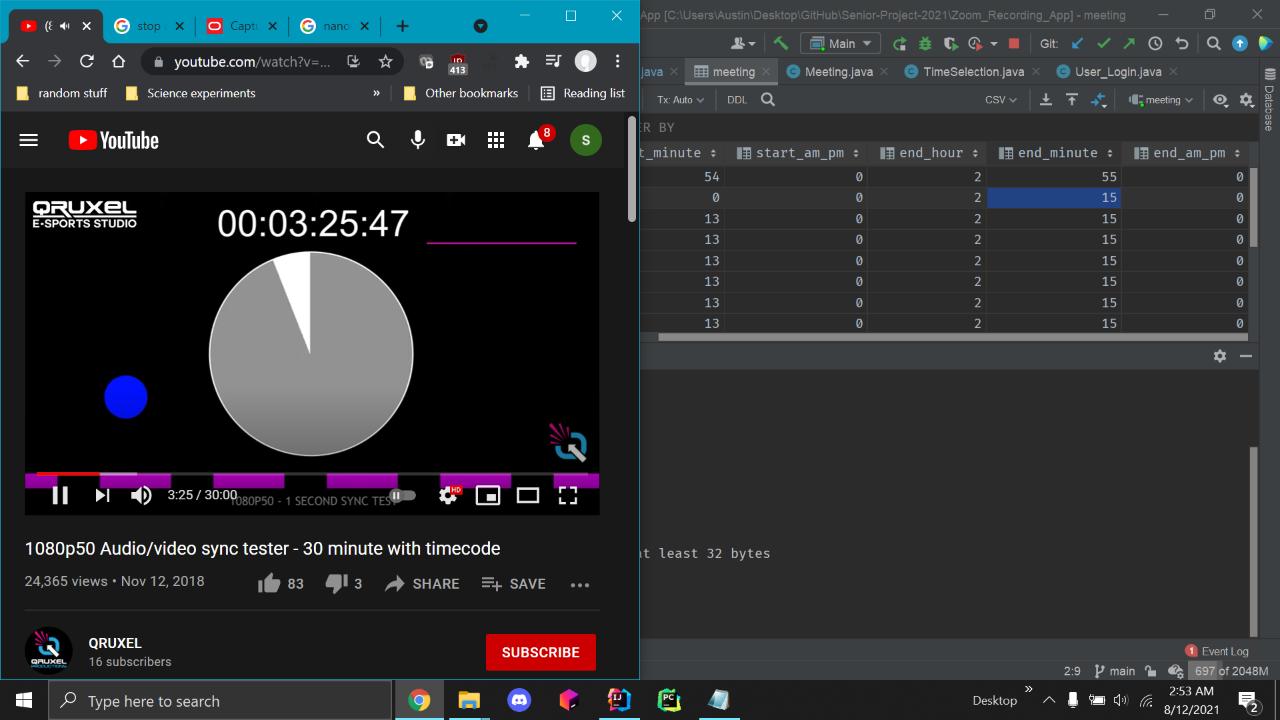 stop
Capt
nano
App [C:\Users\Austin\Desktop\GitHub\Senior-Project-2021\Zoom_Recording_App] - meeting
youtube.com/watch?v=...
413
Main
Git:
random stuff
Science experiments
»
Other bookmarks
Reading list
java
meeting
Meeting.java
TimeSelection.java
User_Login.java
Tx: Auto
DDL
CSV
meeting
Database
YouTube
8
S
ER BY
t_minute
start_am_pm
end_hour
end_minute
end_am_pm
54 0 2 55 0
0 0 2 15 0
13 0 2 15 0
13 0 2 15 0
13 0 2 15 0
13 0 2 15 0
13 0 2 15 0
13 0 2 15 0
QRUXEL
E-SPORTS STUDIO
00:03:25:47
3:25 / 30:00
HD
1080P50 - 1 SECOND SYNC TEST
1080p50 Audio/video sync tester - 30 minute with timecode
24,365 views • Nov 12, 2018
83
3
SHARE
SAVE
QRUXEL
16 subscribers
SUBSCRIBE
at least 32 bytes
1 Event Log
2:9
main
697 of 2048M
Type here to search
Desktop
»
2:53 AM
8/12/2021
2